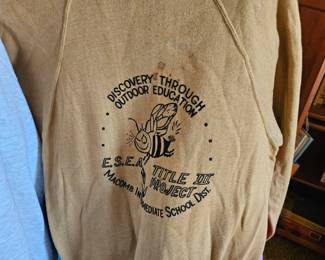 DISCOVERY THROUGH
OUTDOOR EDUCATION
E.S.E.A. TITLE III
PROJECT
MACOMB INTERMEDIATE SCHOOL DIST.